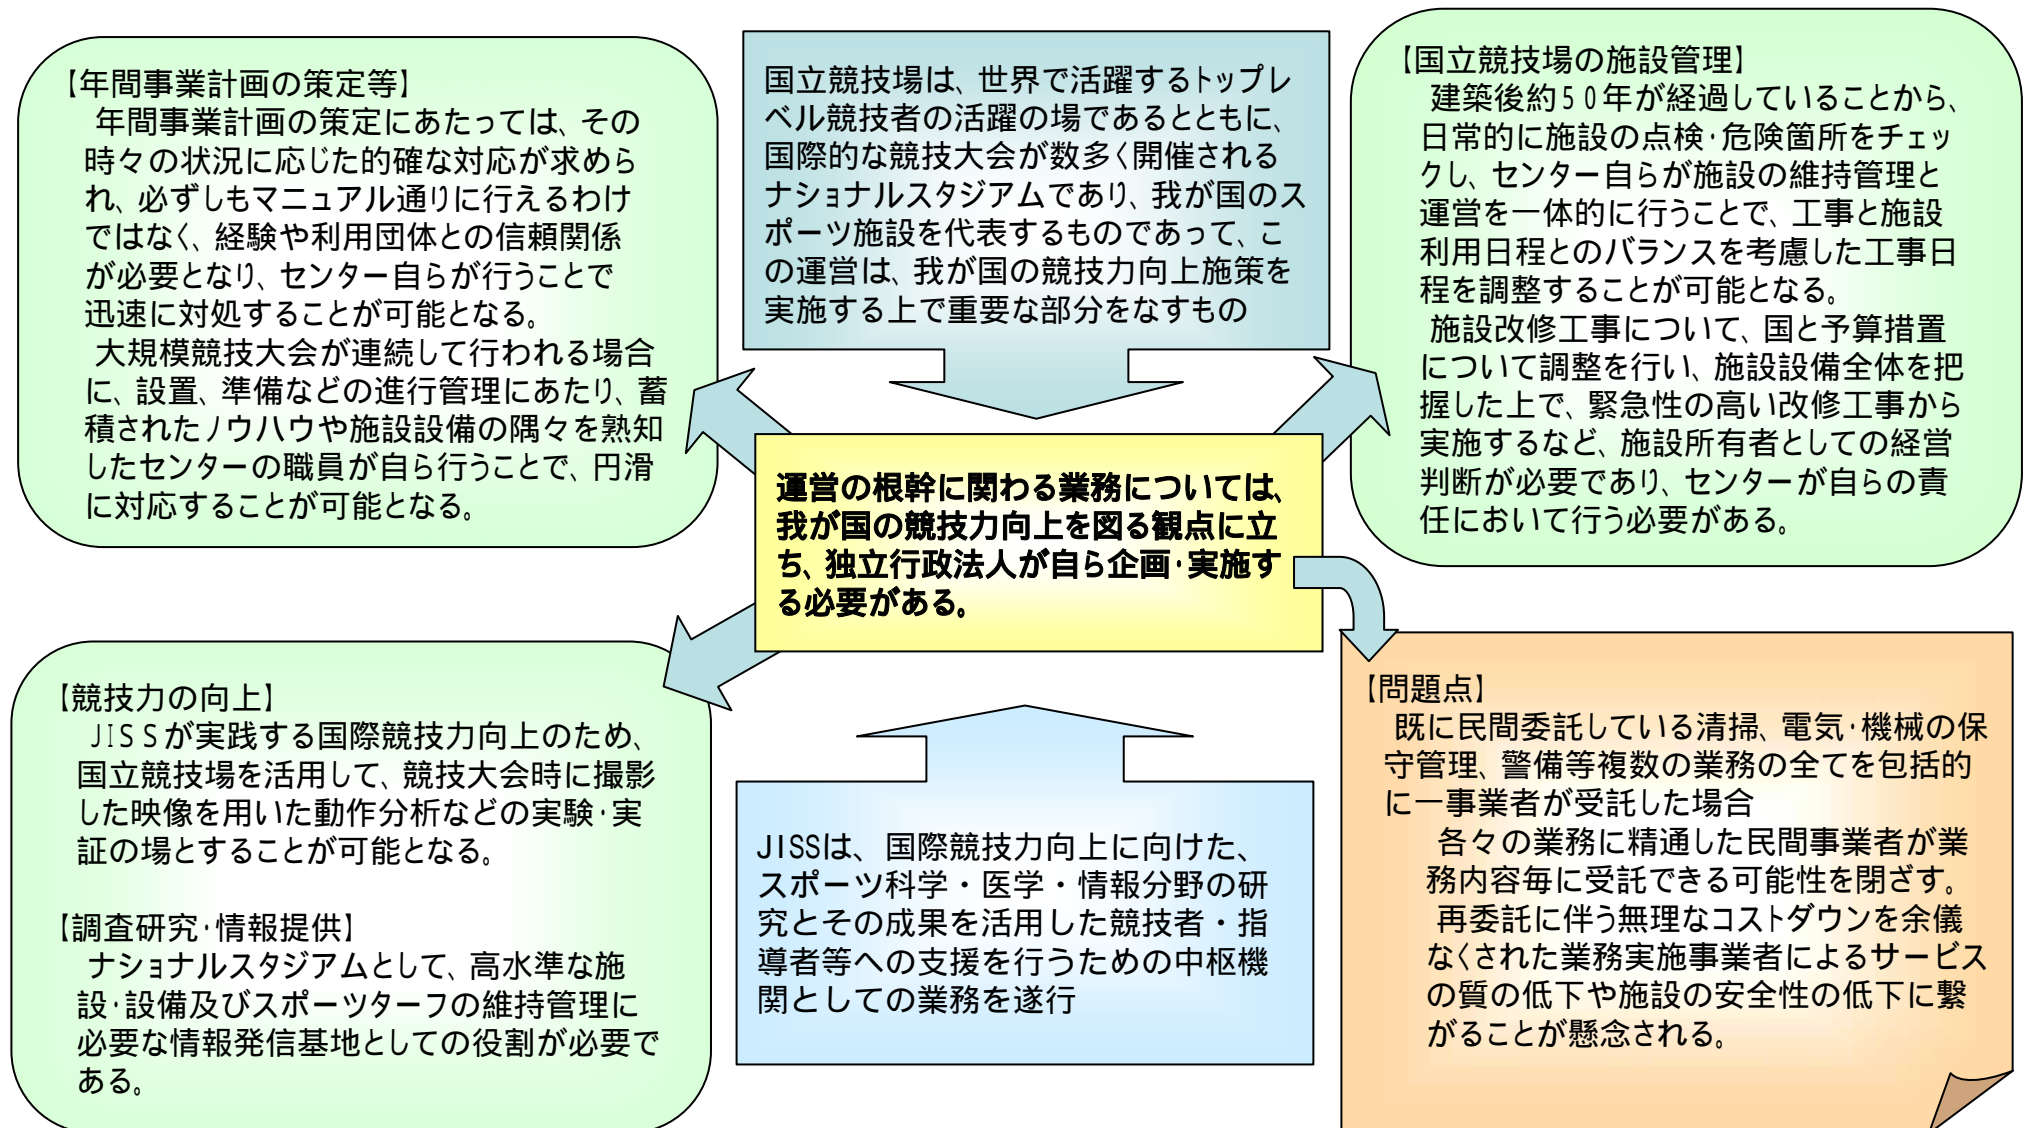 【年間事業計画の策定等】
年間事業計画の策定にあたっては、その
時々の状況に応じた的確な対応が求めら
れ、必ずしもマニュアル通りに行えるわけ
ではなく、経験や利用団体との信頼関係
が必要となり、センター自らが行うことで
迅速に対処することが可能となる。
大規模競技大会が連続して行われる場合
に、設置、準備などの進行管理にあたり、蓄
積されたノウハウや施設設備の隅々を熟知
したセンターの職員が自ら行うことで、円滑
に対応することが可能となる。
国立競技場は、世界で活躍するトップレ
ベル競技者の活躍の場であるとともに、
国際的な競技大会が数多く開催される
ナショナルスタジアムであり、我が国のス
ポーツ施設を代表するものであって、こ
の運営は、我が国の競技力向上施策を
実施する上で重要な部分をなすもの
【国立競技場の施設管理】
建築後約50年が経過していることから、
日常的に施設の点検・危険箇所をチェッ
クし、センター自らが施設の維持管理と
運営を一体的に行うことで、工事と施設
利用日程とのバランスを考慮した工事日
程を調整することが可能となる。
施設改修工事について、国と予算措置
について調整を行い、施設設備全体を把
握した上で、緊急性の高い改修工事から
実施するなど、施設所有者としての経営
判断が必要であり、センターが自らの責
任において行う必要がある。
運営の根幹に関わる業務については、
我が国の競技力向上を図る観点に立
ち、独立行政法人が自ら企画・実施す
る必要がある。
【競技力の向上】
JISSが実践する国際競技力向上のため、
国立競技場を活用して、競技大会時に撮影
した映像を用いた動作分析などの実験・実
証の場とすることが可能となる。
【調査研究・情報提供】
ナショナルスタジアムとして、高水準な施
設・設備及びスポーツターフの維持管理に
必要な情報発信基地としての役割が必要で
ある。
JISSは、国際競技力向上に向けた、
スポーツ科学・医学・情報分野の研
究とその成果を活用した競技者・指
導者等への支援を行うための中枢機
関としての業務を遂行
【問題点】
既に民間委託している清掃、電気・機械の保
守管理、警備等複数の業務の全てを包括的
に一事業者が受託した場合
各々の業務に精通した民間事業者が業
務内容毎に受託できる可能性を閉ざす。
再委託に伴う無理なコストダウンを余儀
なくされた業務実施事業者によるサービス
の質の低下や施設の安全性の低下に繋
がることが懸念される。